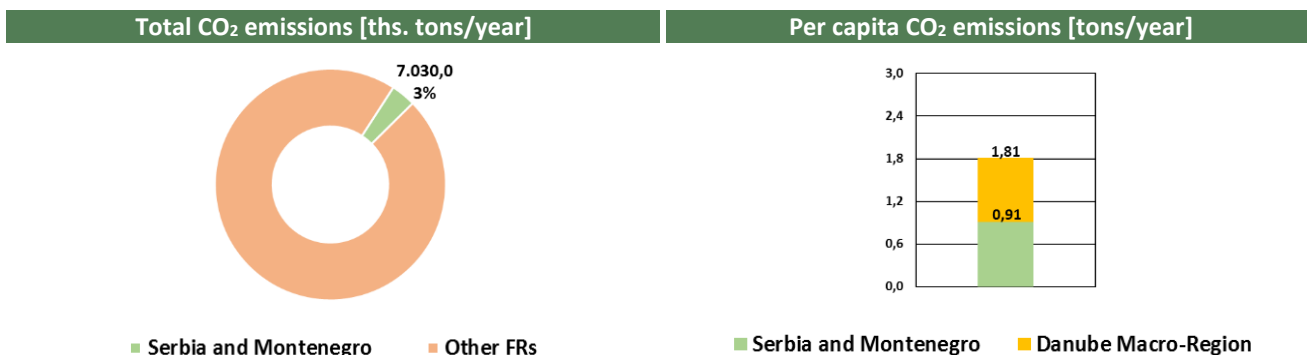 Total CO₂ emissions [ths. tons/year]
7.030,0
3%
Serbia and Montenegro
Other FRs
Per capita CO₂ emissions [tons/year]
3,0
2,4
1,8
1,2
0,6
0,0
1,81
0,91
Serbia and Montenegro
Danube Macro-Region